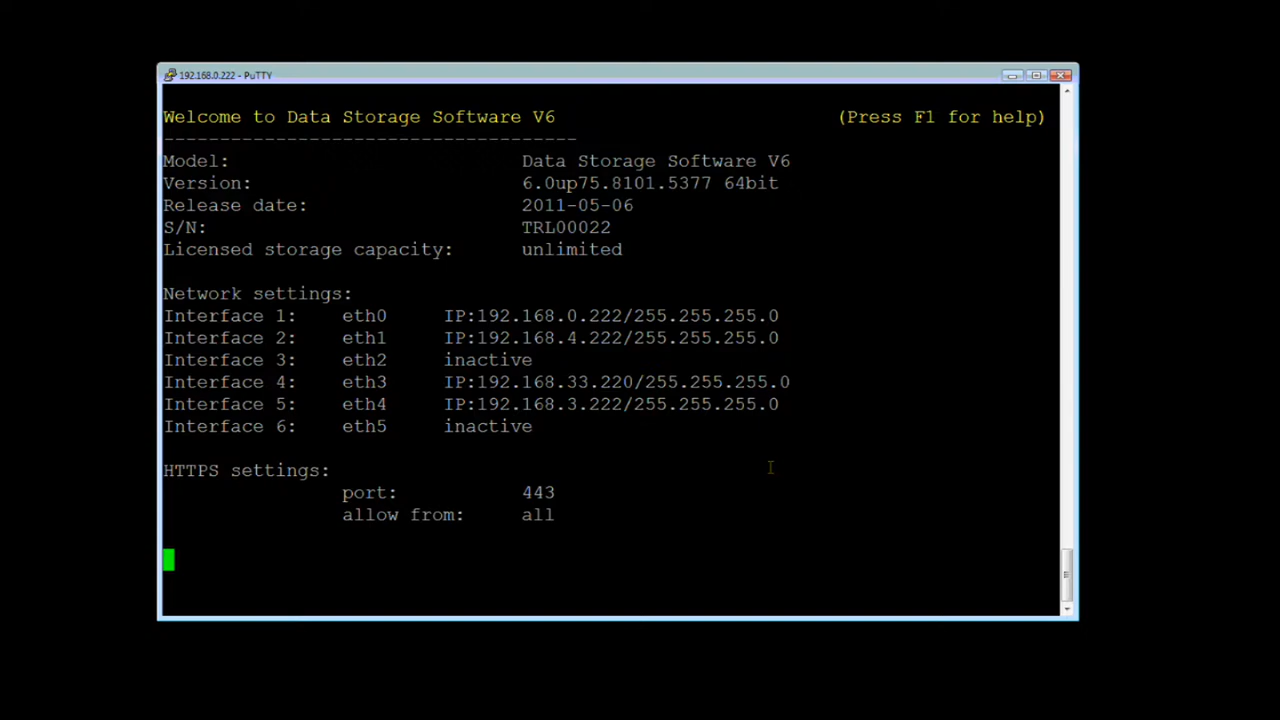 192.168.0.222 - PuTTY
Welcome to Data Storage Software V6 (Press F1 for help)
-------------------------------------
Model: Data Storage Software V6
Version: 6.0up75.8101.5377 64bit
Release date: 2011-05-06
S/N: TRL00022
Licensed storage capacity: unlimited
Network settings:
Interface 1: eth0 IP:192.168.0.222/255.255.255.0
Interface 2: eth1 IP:192.168.4.222/255.255.255.0
Interface 3: eth2 inactive
Interface 4: eth3 IP:192.168.33.220/255.255.255.0
Interface 5: eth4 IP:192.168.3.222/255.255.255.0
Interface 6: eth5 inactive
HTTPS settings:
port: 443
allow from: all